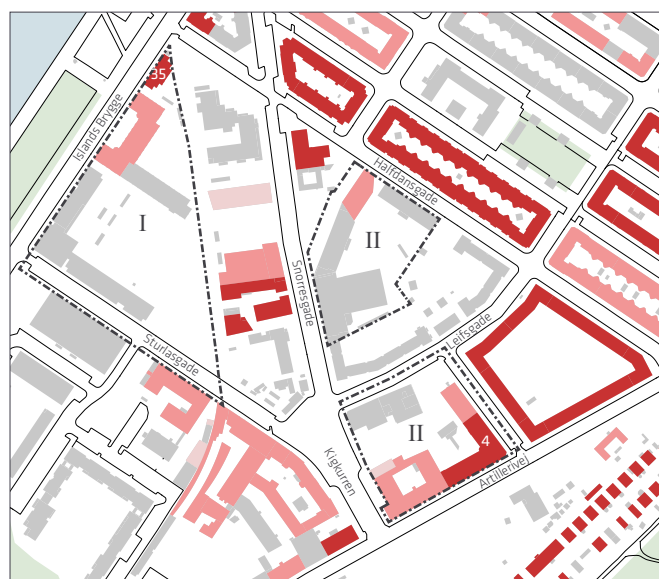 35
Islands Brygge
I
Halfdansgade
II
Snorresgade
Leifsgade
Sturlasgade
II
4
Kigkurren
Artillerivej